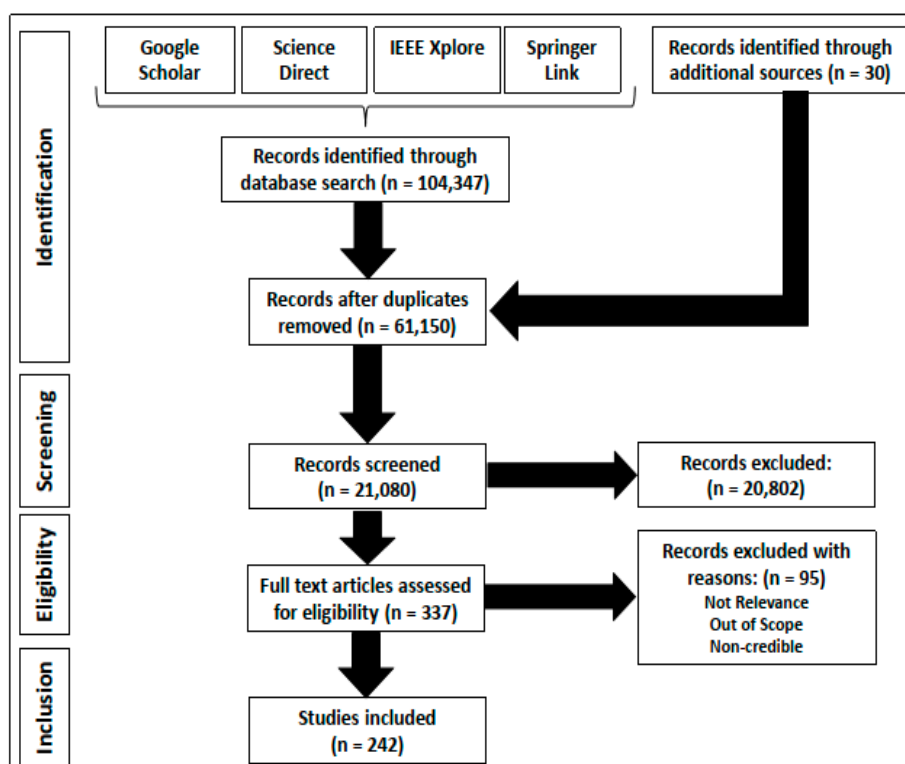 Google
Scholar
Science
Direct
IEEE Xplore
Springer
Link
Records identified through
additional sources (n = 30)
Identification
Records identified through
database search (n = 104,347)
Records after duplicates
removed (n = 61,150)
Screening
Records screened
(n = 21,080)
Records excluded:
(n = 20,802)
Eligibility
Full text articles assessed
for eligibility (n = 337)
Records excluded with
reasons: (n = 95)
Not Relevance
Out of Scope
Non-credible
Inclusion
Studies included
(n = 242)